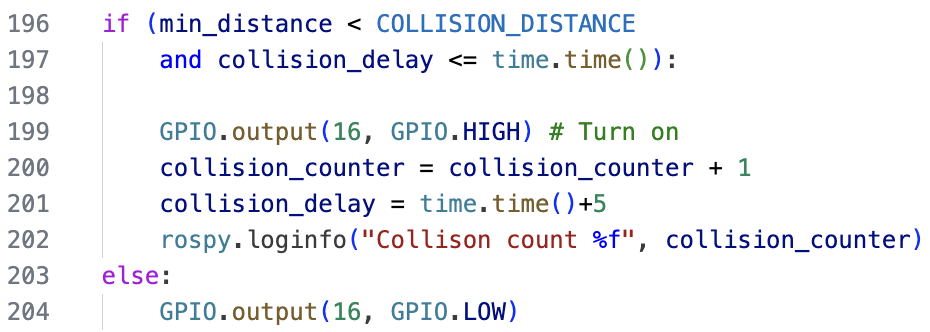 196 if (min_distance < COLLISION_DISTANCE
197 and collision_delay <= time.time()):
198
199 GPIO.output(16, GPIO.HIGH) # Turn on
200 collision_counter = collision_counter + 1
201 collision_delay = time.time()+5
202 rospy.loginfo("Collison count %f", collision_counter)
203 else:
204 GPIO.output(16, GPIO.LOW)